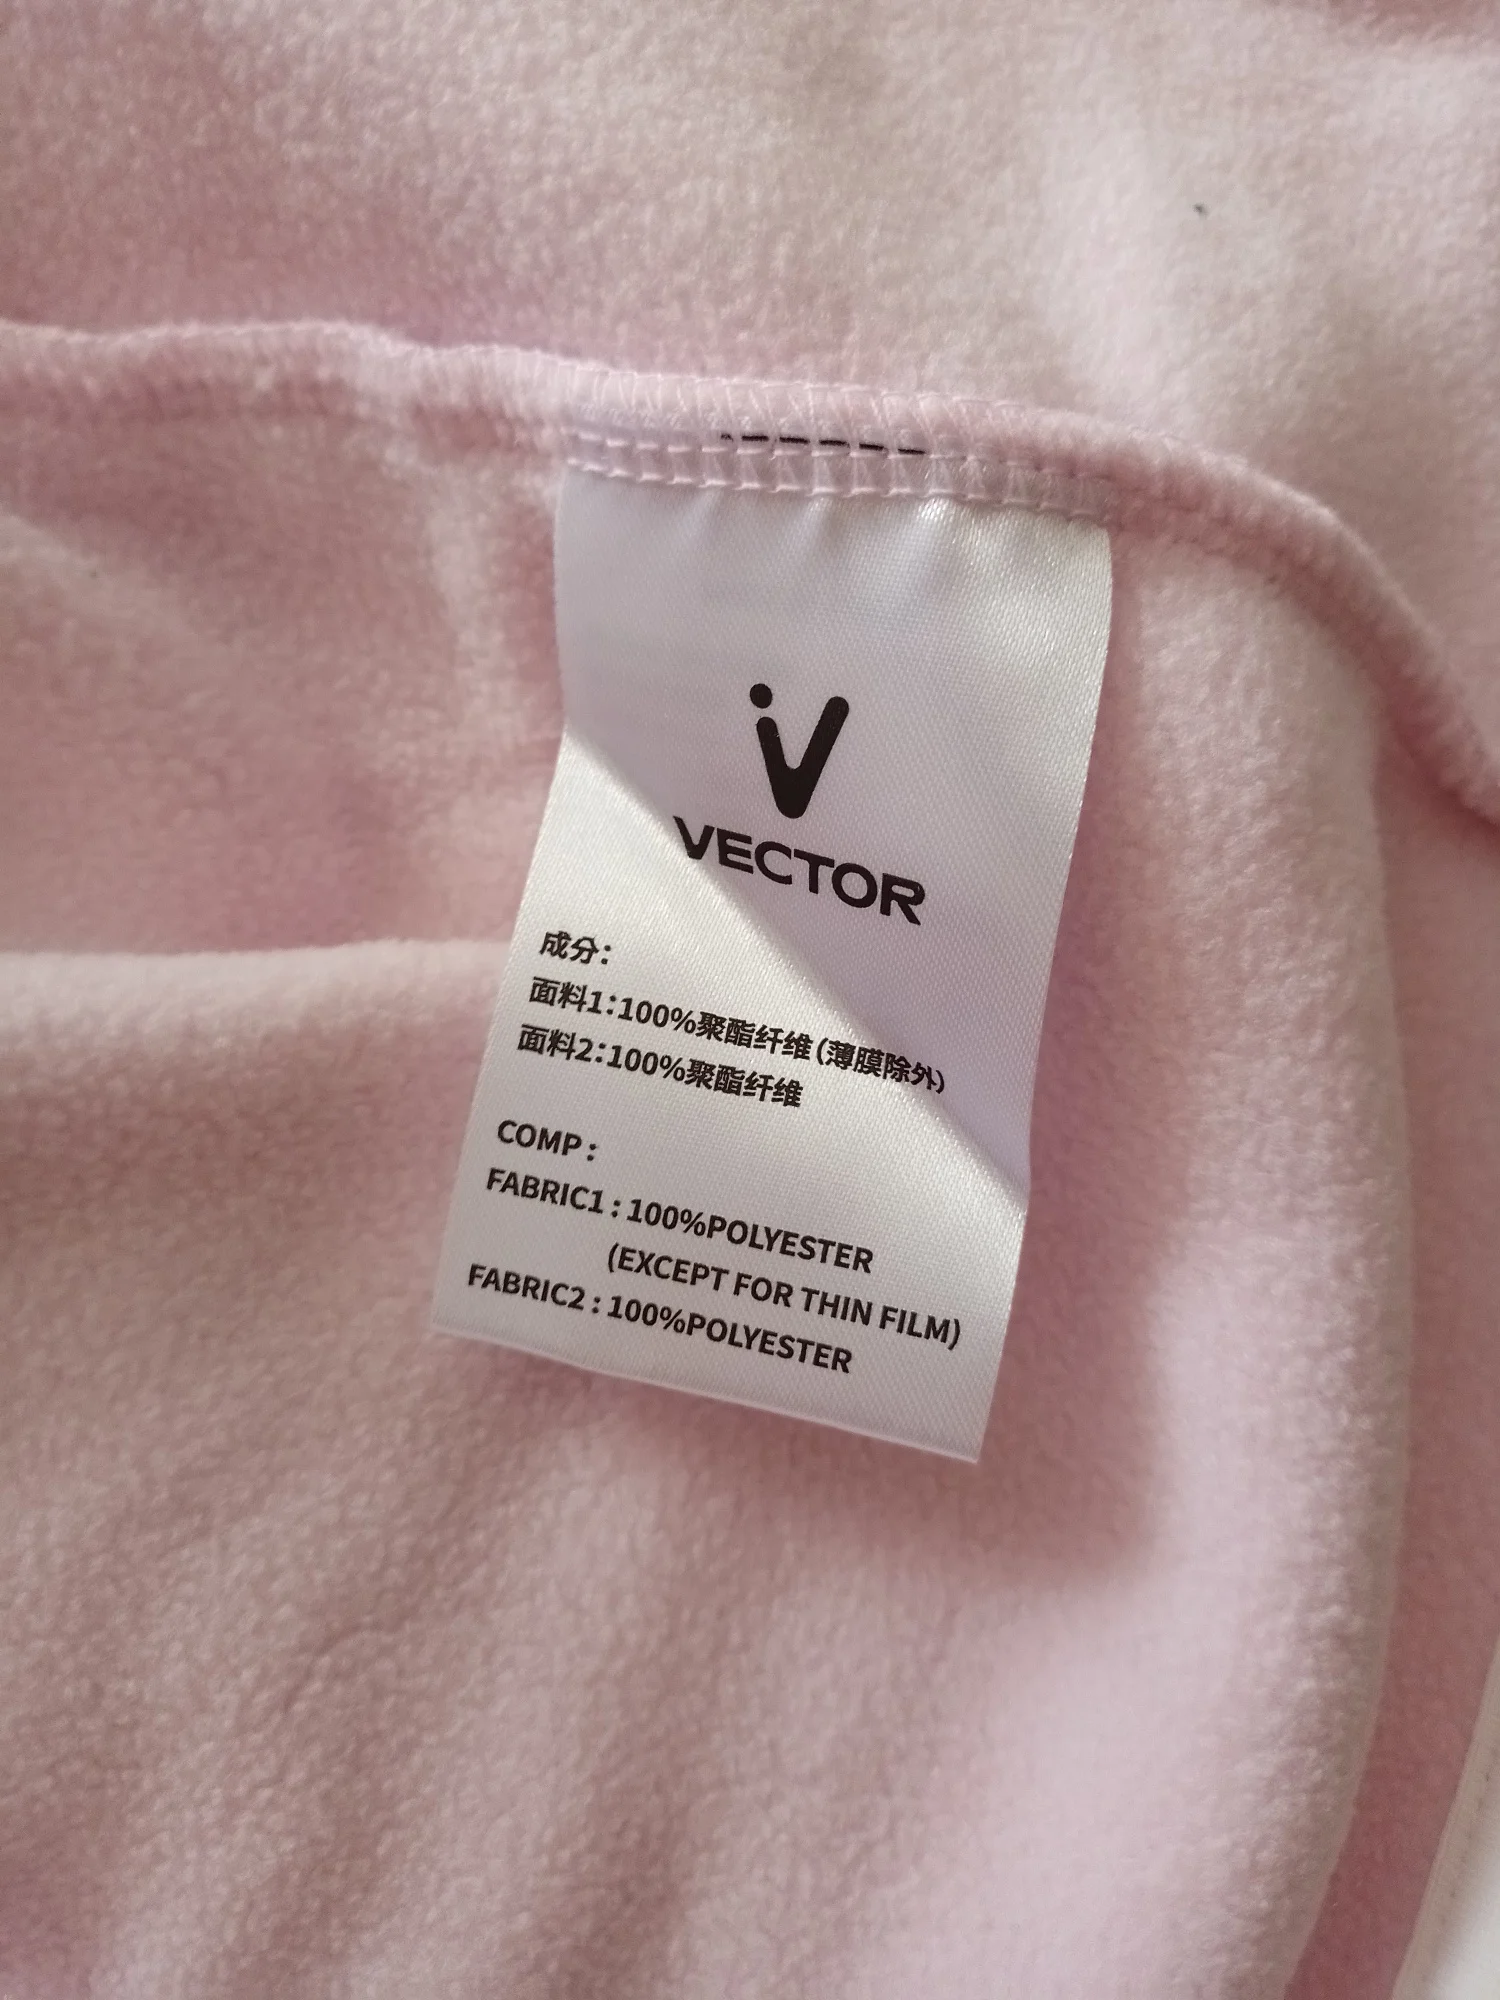 VECTOR
成分：
面料1：100%聚酯纤维（薄膜除外）
面料2：100%聚酯纤维
COMP :
FABRIC1 : 100%POLYESTER
(EXCEPT FOR THIN FILM)
FABRIC2 : 100%POLYESTER